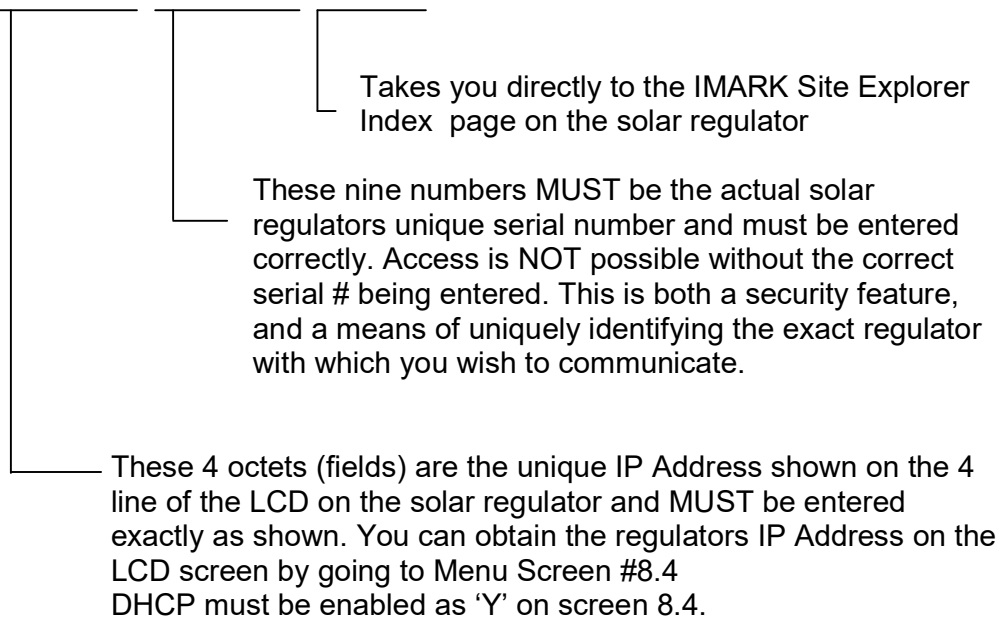 Takes you directly to the IMARK Site Explorer
Index page on the solar regulator
These nine numbers MUST be the actual solar
regulators unique serial number and must be entered
correctly. Access is NOT possible without the correct
serial # being entered. This is both a security feature,
and a means of uniquely identifying the exact regulator
with which you wish to communicate.
These 4 octets (fields) are the unique IP Address shown on the 4
line of the LCD on the solar regulator and MUST be entered
exactly as shown. You can obtain the regulators IP Address on the
LCD screen by going to Menu Screen #8.4
DHCP must be enabled as ‘Y’ on screen 8.4.